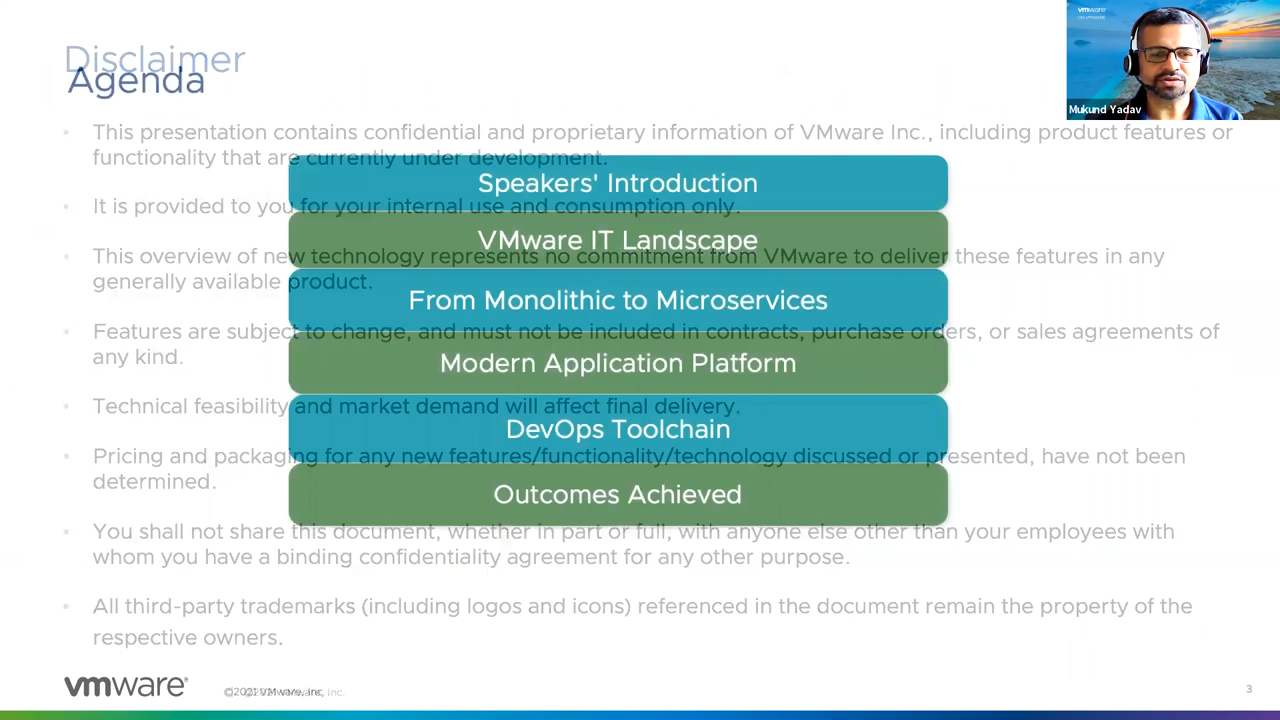 Disclaimer
Agenda
vmware
ON VMWARE
Mukund Yadav
• This presentation contains confidential and proprietary information of VMware Inc., including product features or
functionality that are currently under development.
Speakers' Introduction
• It is provided to you for your internal use and consumption only.
VMware IT Landscape
• This overview of new technology represents no commitment from VMware to deliver these features in any
generally available product.
From Monolithic to Microservices
• Features are subject to change, and must not be included in contracts, purchase orders, or sales agreements of
any kind.
Modern Application Platform
• Technical feasibility and market demand will affect final delivery.
DevOps Toolchain
• Pricing and packaging for any new features/functionality/technology discussed or presented, have not been
determined.
Outcomes Achieved
• You shall not share this document, whether in part or full, with anyone else other than your employees with
whom you have a binding confidentiality agreement for any other purpose.
• All third-party trademarks (including logos and icons) referenced in the document remain the property of the
respective owners.
vmware®
©2021 VMware, Inc.
3